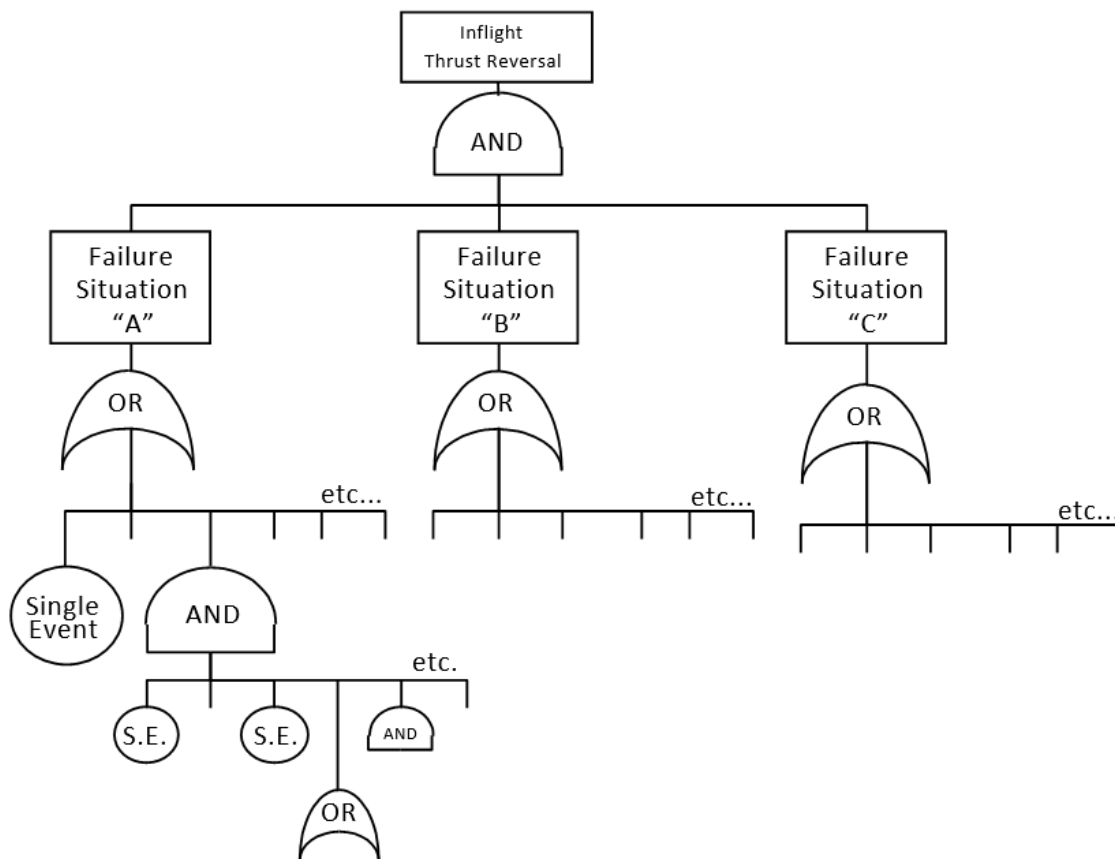 Inflight
Thrust Reversal
AND
Failure
Situation
“A”
Failure
Situation
“B”
Failure
Situation
“C”
OR
OR
OR
etc...
etc...
etc...
Single
Event
AND
etc.
S.E.
S.E.
AND
OR